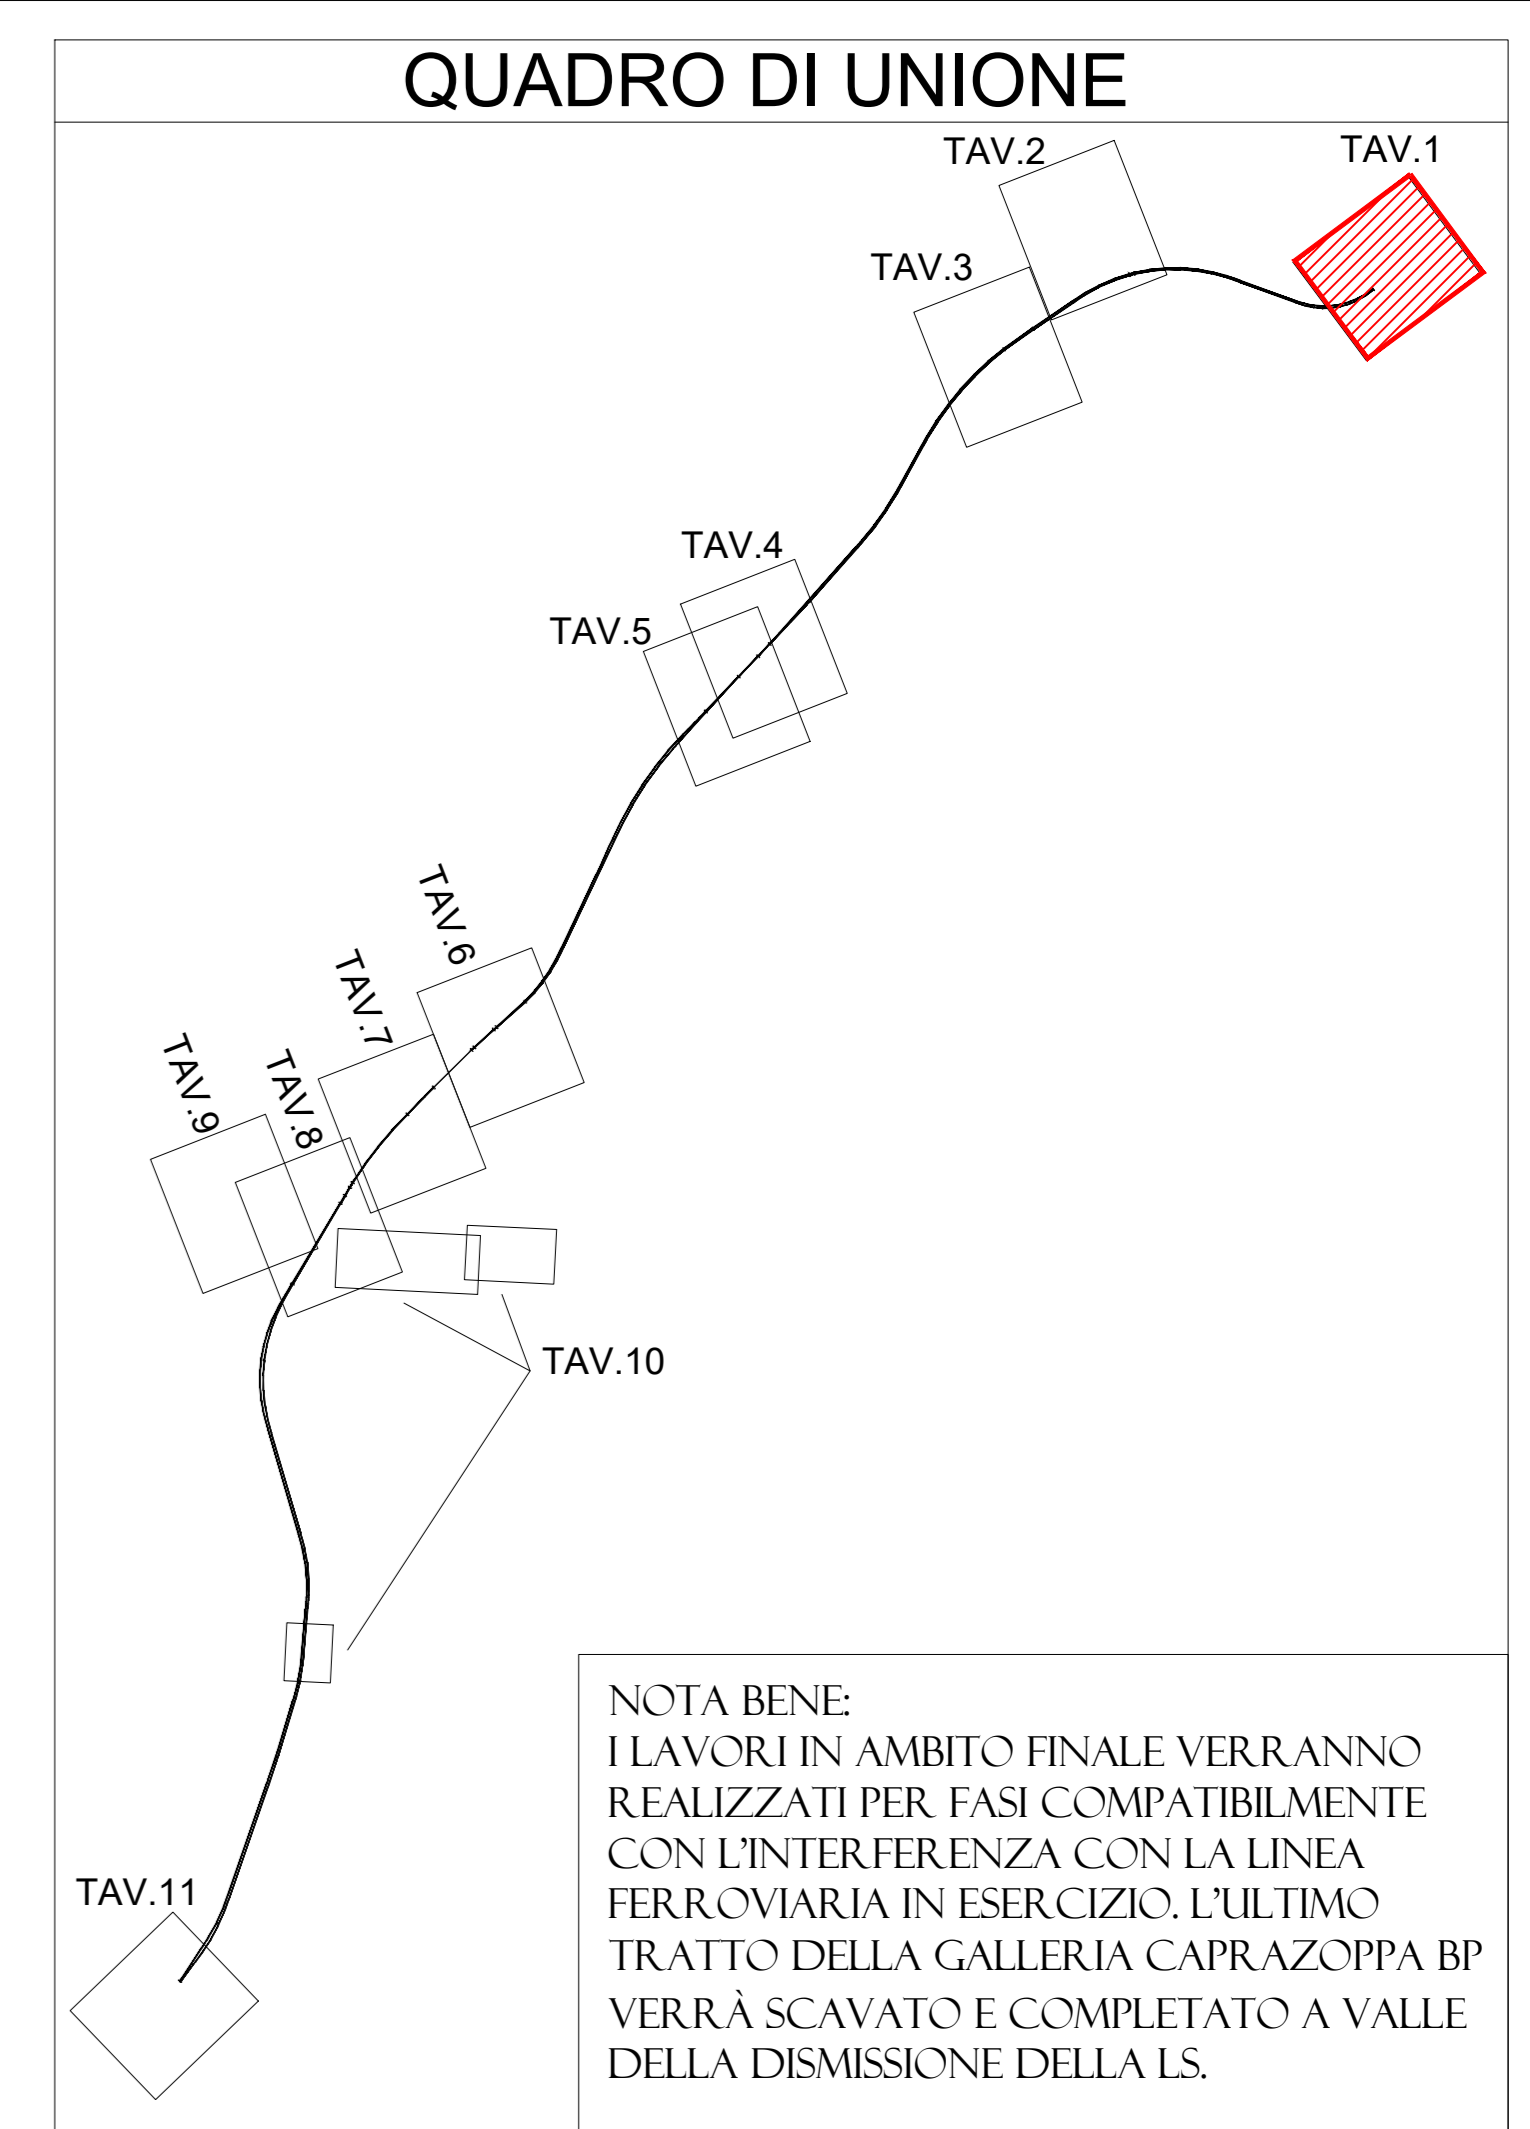 QUADRO DI UNIONE
TAV.1
TAV.2
TAV.3
TAV.4
TAV.5
TAV.6
TAV.7
TAV.8
TAV.9
TAV.10
TAV.11
NOTA BENE:
I LAVORI IN AMBITO FINALE VERRANNO
REALIZZATI PER FASI COMPATIBILMENTE
CON L'INTERFERENZA CON LA LINEA
FERROVIARIA IN ESERCIZIO. L'ULTIMO
TRATTO DELLA GALLERIA CAPRAZOPPA BP
VERRÀ SCAVATO E COMPLETATO A VALLE
DELLA DISMISSIONE DELLA LS.